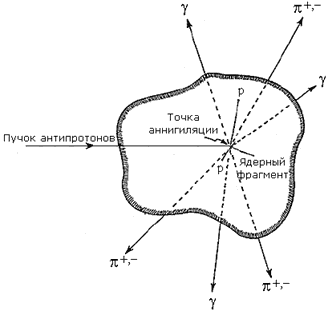 γ
π+,−
γ
p
Точка
аннигиляции
Пучок антипротонов
p
Ядерный
фрагмент
π+,−
π+,−
γ